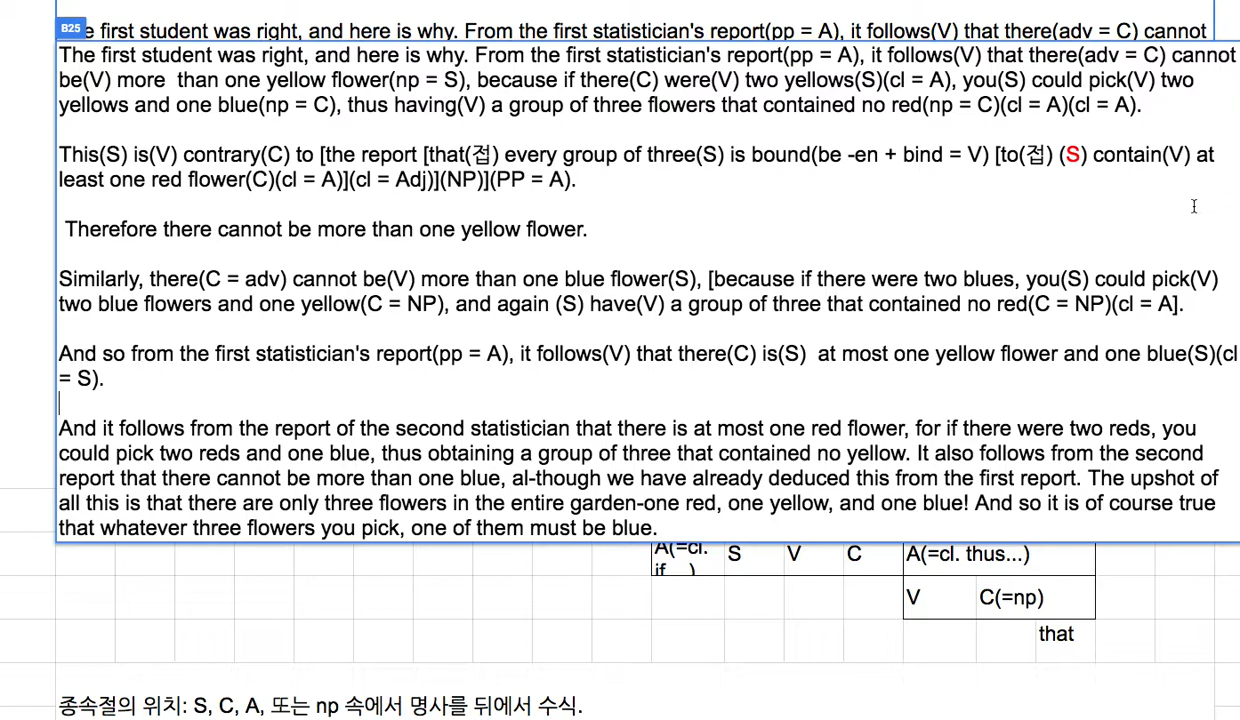 B25 e first student was right, and here is why. From the first statistician's report(pp = A), it follows(V) that there(adv = C) cannot
The first student was right, and here is why. From the first statistician's report(pp = A), it follows(V) that there(adv = C) cannot
be(V) more  than one yellow flower(np = S), because if there(C) were(V) two yellows(S)(cl = A), you(S) could pick(V) two
yellows and one blue(np = C), thus having(V) a group of three flowers that contained no red(np = C)(cl = A)(cl = A).
This(S) is(V) contrary(C) to [the report [that(접) every group of three(S) is bound(be -en + bind = V) [to(접) (S) contain(V) at
least one red flower(C)(cl = A)](cl = Adj)](NP)](PP = A).
Therefore there cannot be more than one yellow flower.
Similarly, there(C = adv) cannot be(V) more than one blue flower(S), [because if there were two blues, you(S) could pick(V)
two blue flowers and one yellow(C = NP), and again (S) have(V) a group of three that contained no red(C = NP)(cl = A].
And so from the first statistician's report(pp = A), it follows(V) that there(C) is(S)  at most one yellow flower and one blue(S)(cl
= S).
And it follows from the report of the second statistician that there is at most one red flower, for if there were two reds, you
could pick two reds and one blue, thus obtaining a group of three that contained no yellow. It also follows from the second
report that there cannot be more than one blue, al-though we have already deduced this from the first report. The upshot of
all this is that there are only three flowers in the entire garden-one red, one yellow, and one blue! And so it is of course true
that whatever three flowers you pick, one of them must be blue.
A(=cl. if ...) S V C A(=cl. thus...)
V C(=np)
that
종속절의 위치: S, C, A, 또는 np 속에서 명사를 뒤에서 수식.